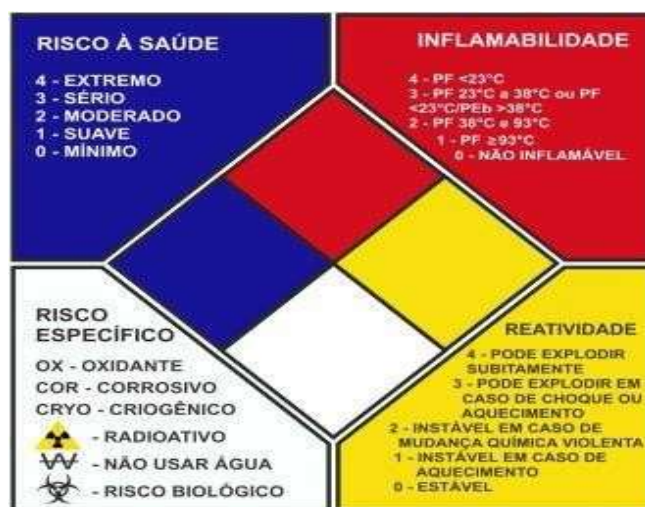 RISCO À SAÚDE
4 - EXTREMO
3 - SÉRIO
2 - MODERADO
1 - SUAVE
0 - MÍNIMO
INFLAMABILIDADE
4 - PF <23°C
3 - PF 23°C a 38°C ou PF
<23°C/PEb >38°C
2 - PF 38°C e 93°C
1 - PF ≥93°C
0 - NÃO INFLAMÁVEL
RISCO
ESPECÍFICO
OX - OXIDANTE
COR - CORROSIVO
CRYO - CRIOGÊNICO
- RADIOATIVO
W - NÃO USAR ÁGUA
- RISCO BIOLÓGICO
REATIVIDADE
4 - PODE EXPLODIR
SUBITAMENTE
3 - PODE EXPLODIR EM
CASO DE CHOQUE OU
AQUECIMENTO
2 - INSTÁVEL EM CASO DE
MUDANÇA QUÍMICA VIOLENTA
1 - INSTÁVEL EM CASO DE
AQUECIMENTO
0 - ESTÁVEL